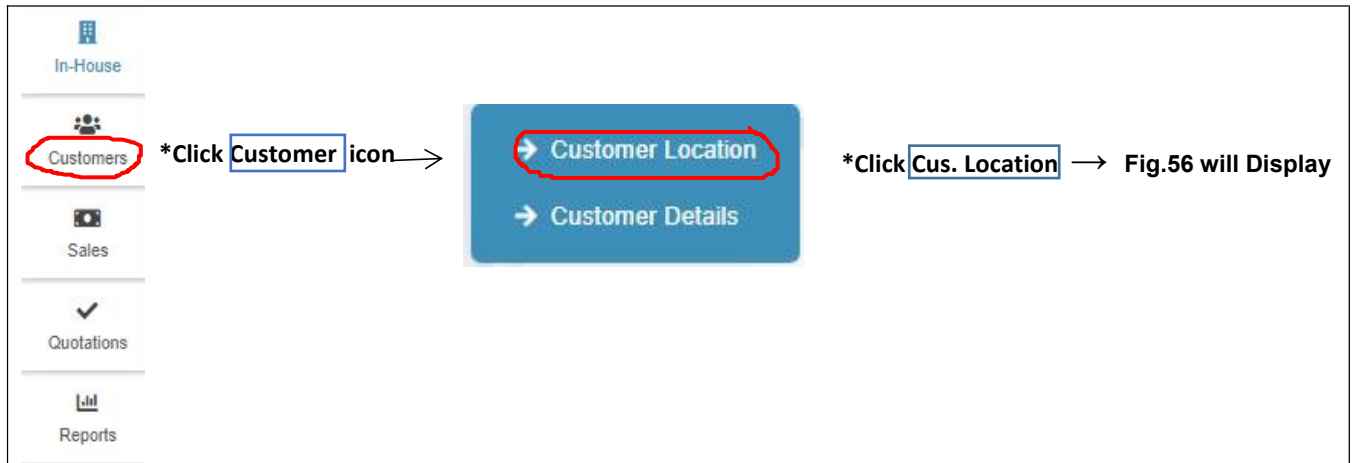 In-House
Customers
*Click Customer icon
→ Customer Location
*Click Cus. Location → Fig.56 will Display
→ Customer Details
Sales
Quotations
Reports